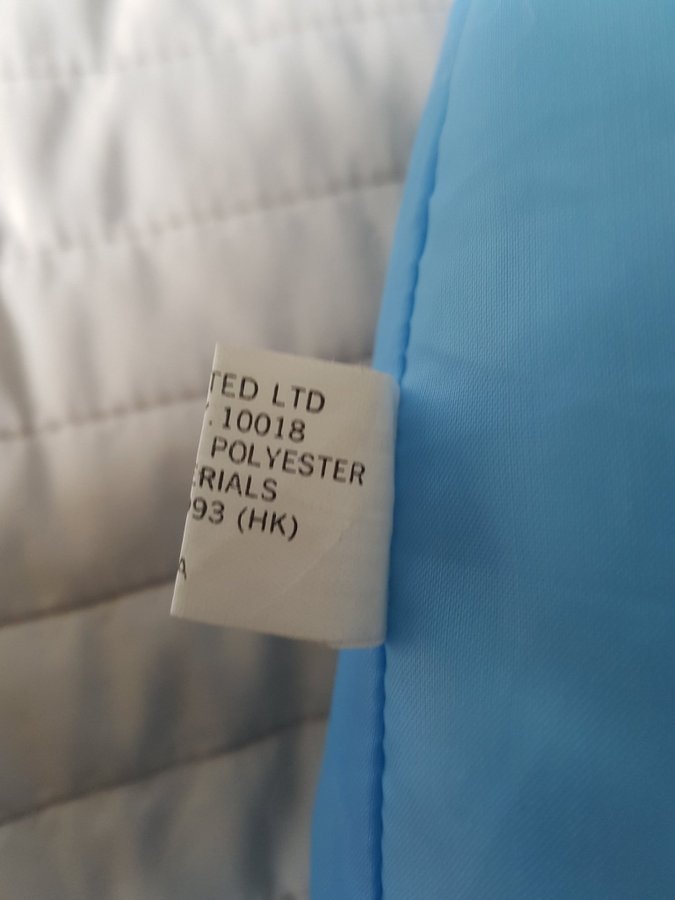 TED LTD
. 10018
POLYESTER
ERIALS
93 (HK)
A